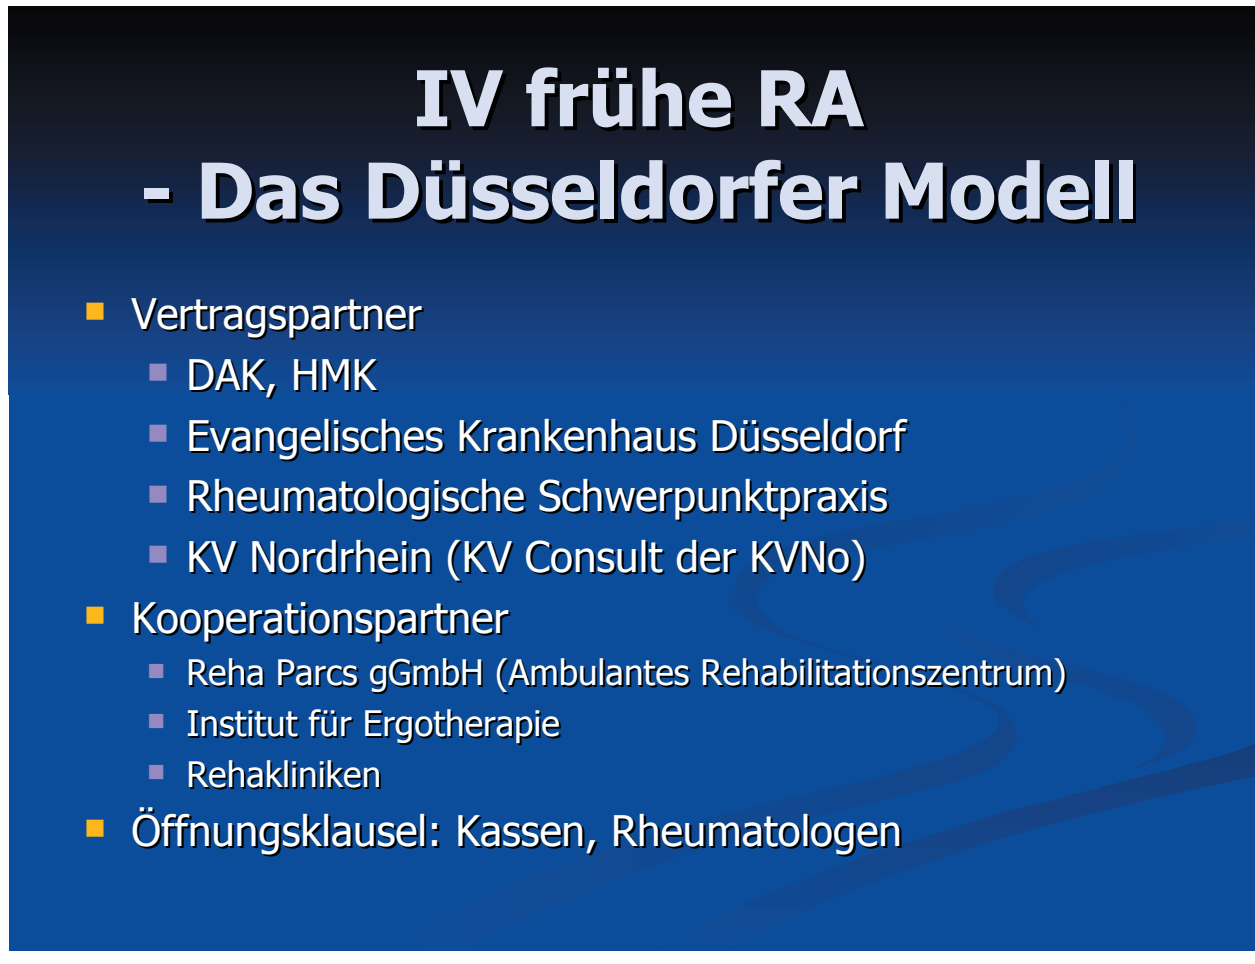 IV frühe RA
- Das Düsseldorfer Modell
Vertragspartner
DAK, HMK
Evangelisches Krankenhaus Düsseldorf
Rheumatologische Schwerpunktpraxis
KV Nordrhein (KV Consult der KVNo)
Kooperationspartner
Reha Parcs gGmbH (Ambulantes Rehabilitationszentrum)
Institut für Ergotherapie
Rehakliniken
Öffnungsklausel: Kassen, Rheumatologen